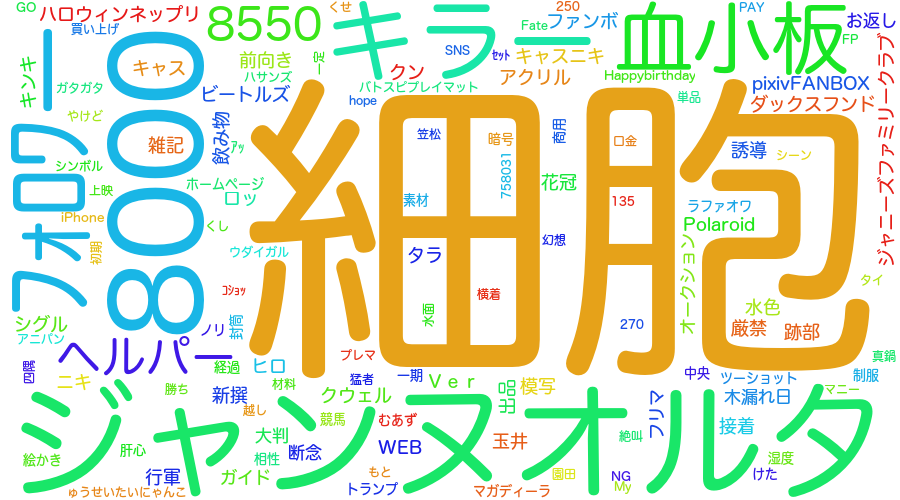 GO
ハロウィンネップリ
買い上げ
8550
くせ
キラー
Fate
250
ファンボ
血小板
PAY
お返し
FP
キンキ
ガタガタ
キャス
前向き
ハサンズ
一定
SNS
ｾｯﾄ
キャスニキ
クン
アクリル
Happybirthday
pixivFANBOX
ビートルズ
バトスピプレイマット
hope
単品
ダックスフンド
ジャニーズファミリークラブ
フォロワー
80000
やけど
雑記
飲み物
ｱｯ
細胞
笠松
暗号
商用
口金
誘導
シーン
シンボル
上映
ホームページ
ロッ
758031
花冠
素材
135
ラファオワ
iPhone
くし
Polaroid
初期
ウダイガル
タラ
幻想
オークション
タイ
ｺｼｮｯ
横着
水色
シグル
アニバン
ノリ
封筒
水面
270
厳禁
跡部
ヘルパー
プレマ
真鍋
四隅
ニキ
経過
ヒロ
猛者
一期
Ｖｅｒ
模写
中央
ツーショット
制服
勝ち
新撰
材料
クウェル
出品
木漏れ日
マニー
ジャンヌオルタ
越し
競馬
むあず
フリマ
接着
絵かき
肝心
大判
断念
WEB
玉井
絶叫
相性
湿度
行軍
ガイド
もと
園田
NG
けた
ゅうせいたいにゃんこ
トランプ
マガディーラ
My